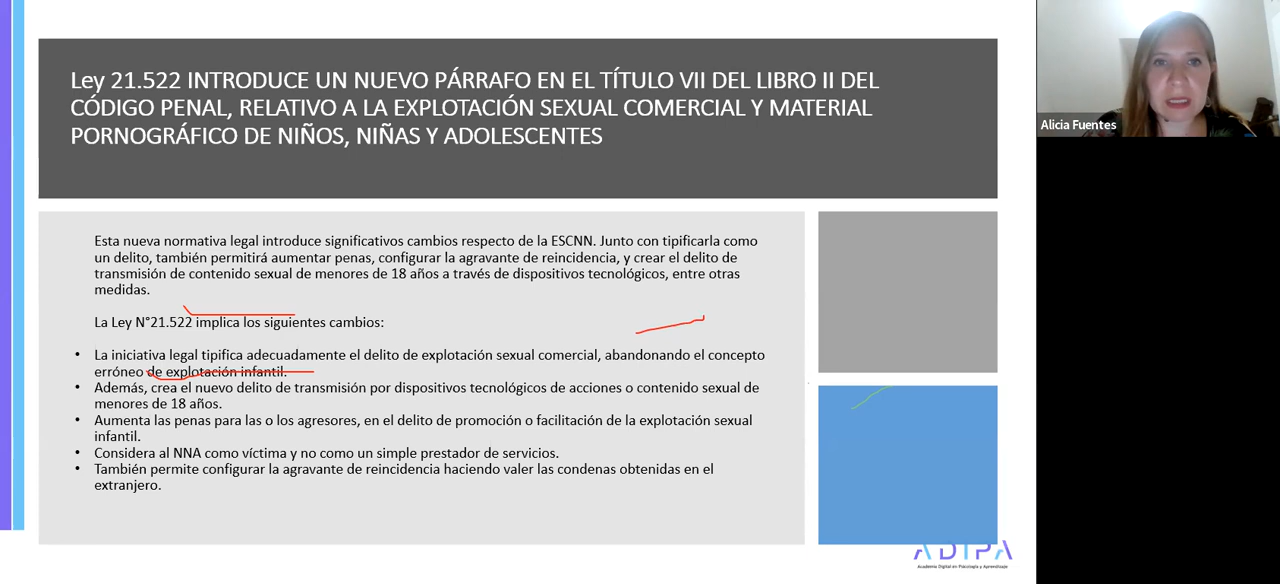 Ley 21.522 INTRODUCE UN NUEVO PÁRRAFO EN EL TÍTULO VII DEL LIBRO II DEL
CÓDIGO PENAL, RELATIVO A LA EXPLOTACIÓN SEXUAL COMERCIAL Y MATERIAL
PORNOGRÁFICO DE NIÑOS, NIÑAS Y ADOLESCENTES
Alicia Fuentes
Esta nueva normativa legal introduce significativos cambios respecto de la ESCNN. Junto con tipificarla como
un delito, también permitirá aumentar penas, configurar la agravante de reincidencia, y crear el delito de
transmisión de contenido sexual de menores de 18 años a través de dispositivos tecnológicos, entre otras
medidas.
La Ley N°21.522 implica los siguientes cambios:
• La iniciativa legal tipifica adecuadamente el delito de explotación sexual comercial, abandonando el concepto
erróneo de explotación infantil.
• Además, crea el nuevo delito de transmisión por dispositivos tecnológicos de acciones o contenido sexual de
menores de 18 años.
• Aumenta las penas para las o los agresores, en el delito de promoción o facilitación de la explotación sexual
infantil.
• Considera al NNA como víctima y no como un simple prestador de servicios.
• También permite configurar la agravante de reincidencia haciendo valer las condenas obtenidas en el
extranjero.
ADIPA
Academia Digital en Psicología y Aprendizaje